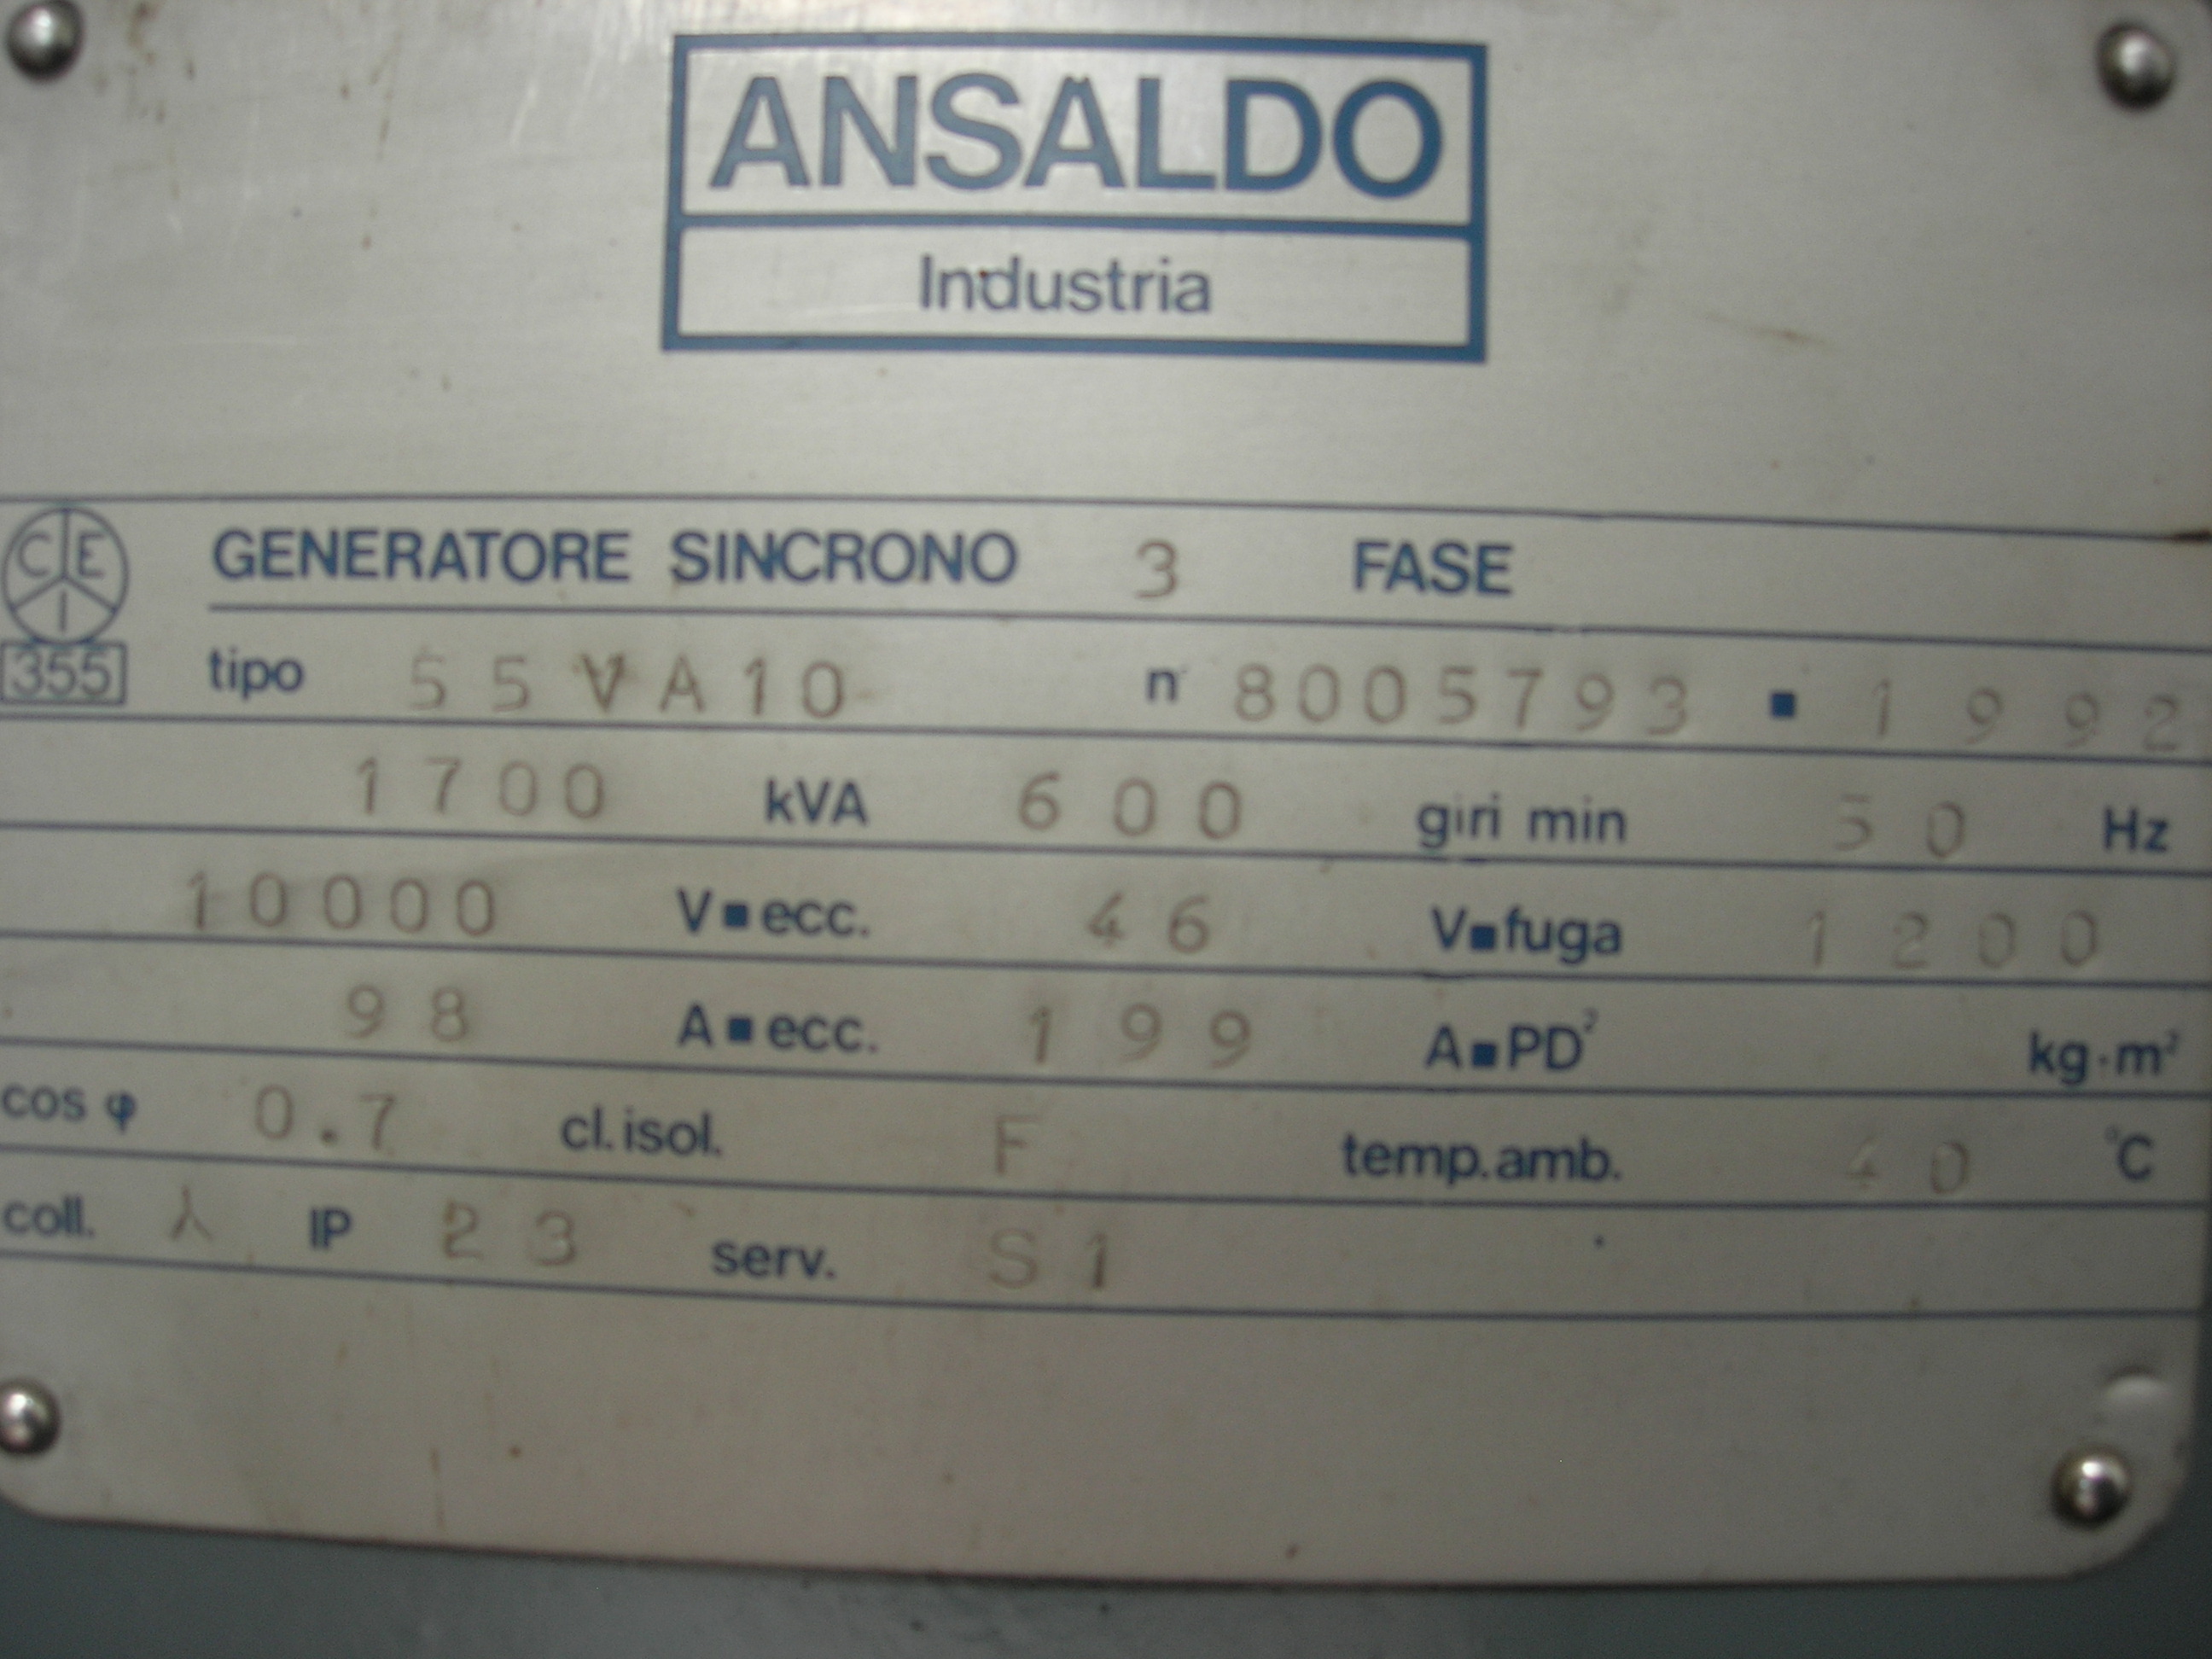 ANSALDO
Industria
CEI GENERATORE SINCRONO 3 FASE
355 tipo 55VA10 n° 8005793 ▪ 1992
1700 kVA 600 giri min 50 Hz
10000 V▪ecc. 46 V▪fuga 1200
98 A▪ecc. 199 A▪PD² kg·m²
cos φ 0.7 cl.isol. F temp.amb. 40 °C
coll. ⅄ IP 23 serv. S1